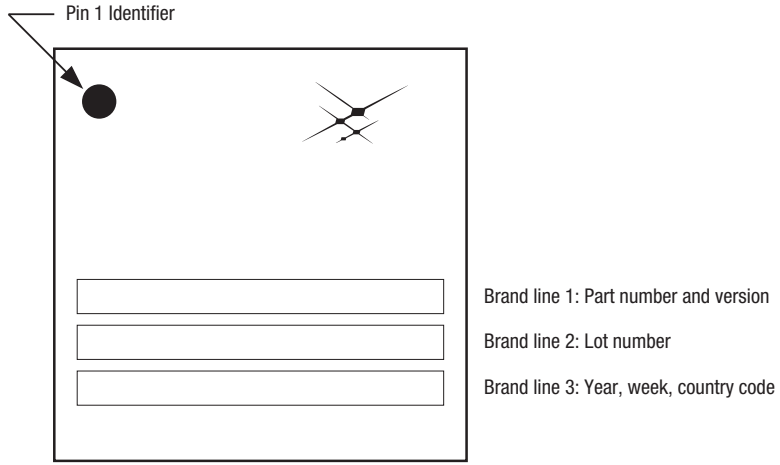 Pin 1 Identifier
Brand line 1: Part number and version
Brand line 2: Lot number
Brand line 3: Year, week, country code